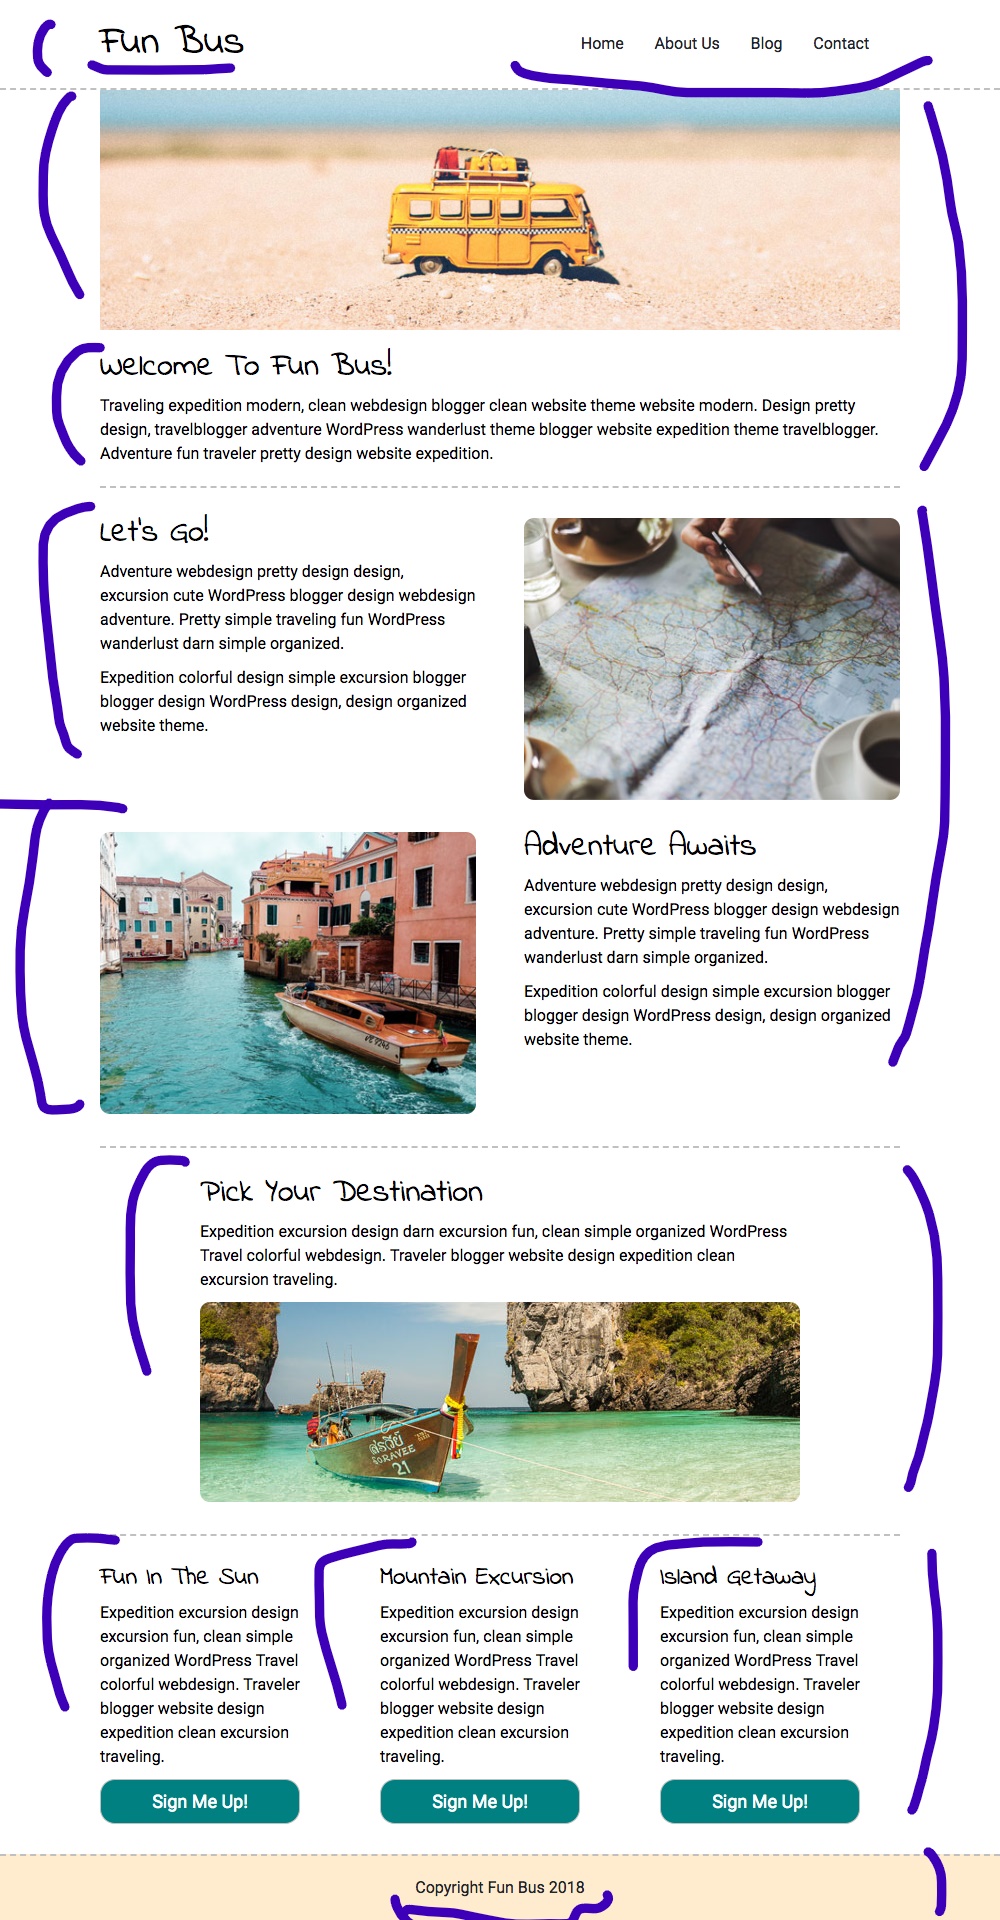 Fun Bus
Home About Us Blog Contact
Welcome To Fun Bus!
Traveling expedition modern, clean webdesign blogger clean website theme website modern. Design pretty
design, travelblogger adventure WordPress wanderlust theme blogger website expedition theme travelblogger.
Adventure fun traveler pretty design website expedition.
Let's Go!
Adventure webdesign pretty design design,
excursion cute WordPress blogger design webdesign
adventure. Pretty simple traveling fun WordPress
wanderlust darn simple organized.
Expedition colorful design simple excursion blogger
blogger design WordPress design, design organized
website theme.
Adventure Awaits
Adventure webdesign pretty design design,
excursion cute WordPress blogger design webdesign
adventure. Pretty simple traveling fun WordPress
wanderlust darn simple organized.
Expedition colorful design simple excursion blogger
blogger design WordPress design, design organized
website theme.
Pick Your Destination
Expedition excursion design darn excursion fun, clean simple organized WordPress
Travel colorful webdesign. Traveler blogger website design expedition clean
excursion traveling.
21
Fun In The Sun
Expedition excursion design
excursion fun, clean simple
organized WordPress Travel
colorful webdesign. Traveler
blogger website design
expedition clean excursion
traveling.
Sign Me Up!
Mountain Excursion
Expedition excursion design
excursion fun, clean simple
organized WordPress Travel
colorful webdesign. Traveler
blogger website design
expedition clean excursion
traveling.
Sign Me Up!
Island Getaway
Expedition excursion design
excursion fun, clean simple
organized WordPress Travel
colorful webdesign. Traveler
blogger website design
expedition clean excursion
traveling.
Sign Me Up!
Copyright Fun Bus 2018